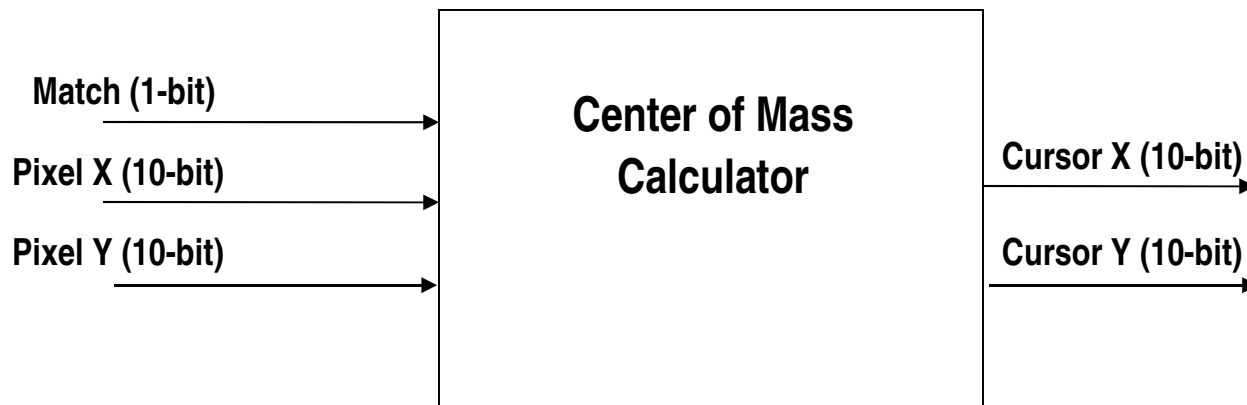 Match (1-bit)
Pixel X (10-bit)
Pixel Y (10-bit)
Center of Mass
Calculator
Cursor X (10-bit)
Cursor Y (10-bit)